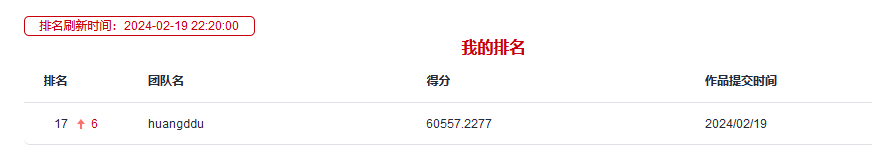 排名刷新时间：2024-02-19 22:20:00
我的排名
排名 团队名 得分 作品提交时间
17 ↑ 6 huangddu 60557.2277 2024/02/19